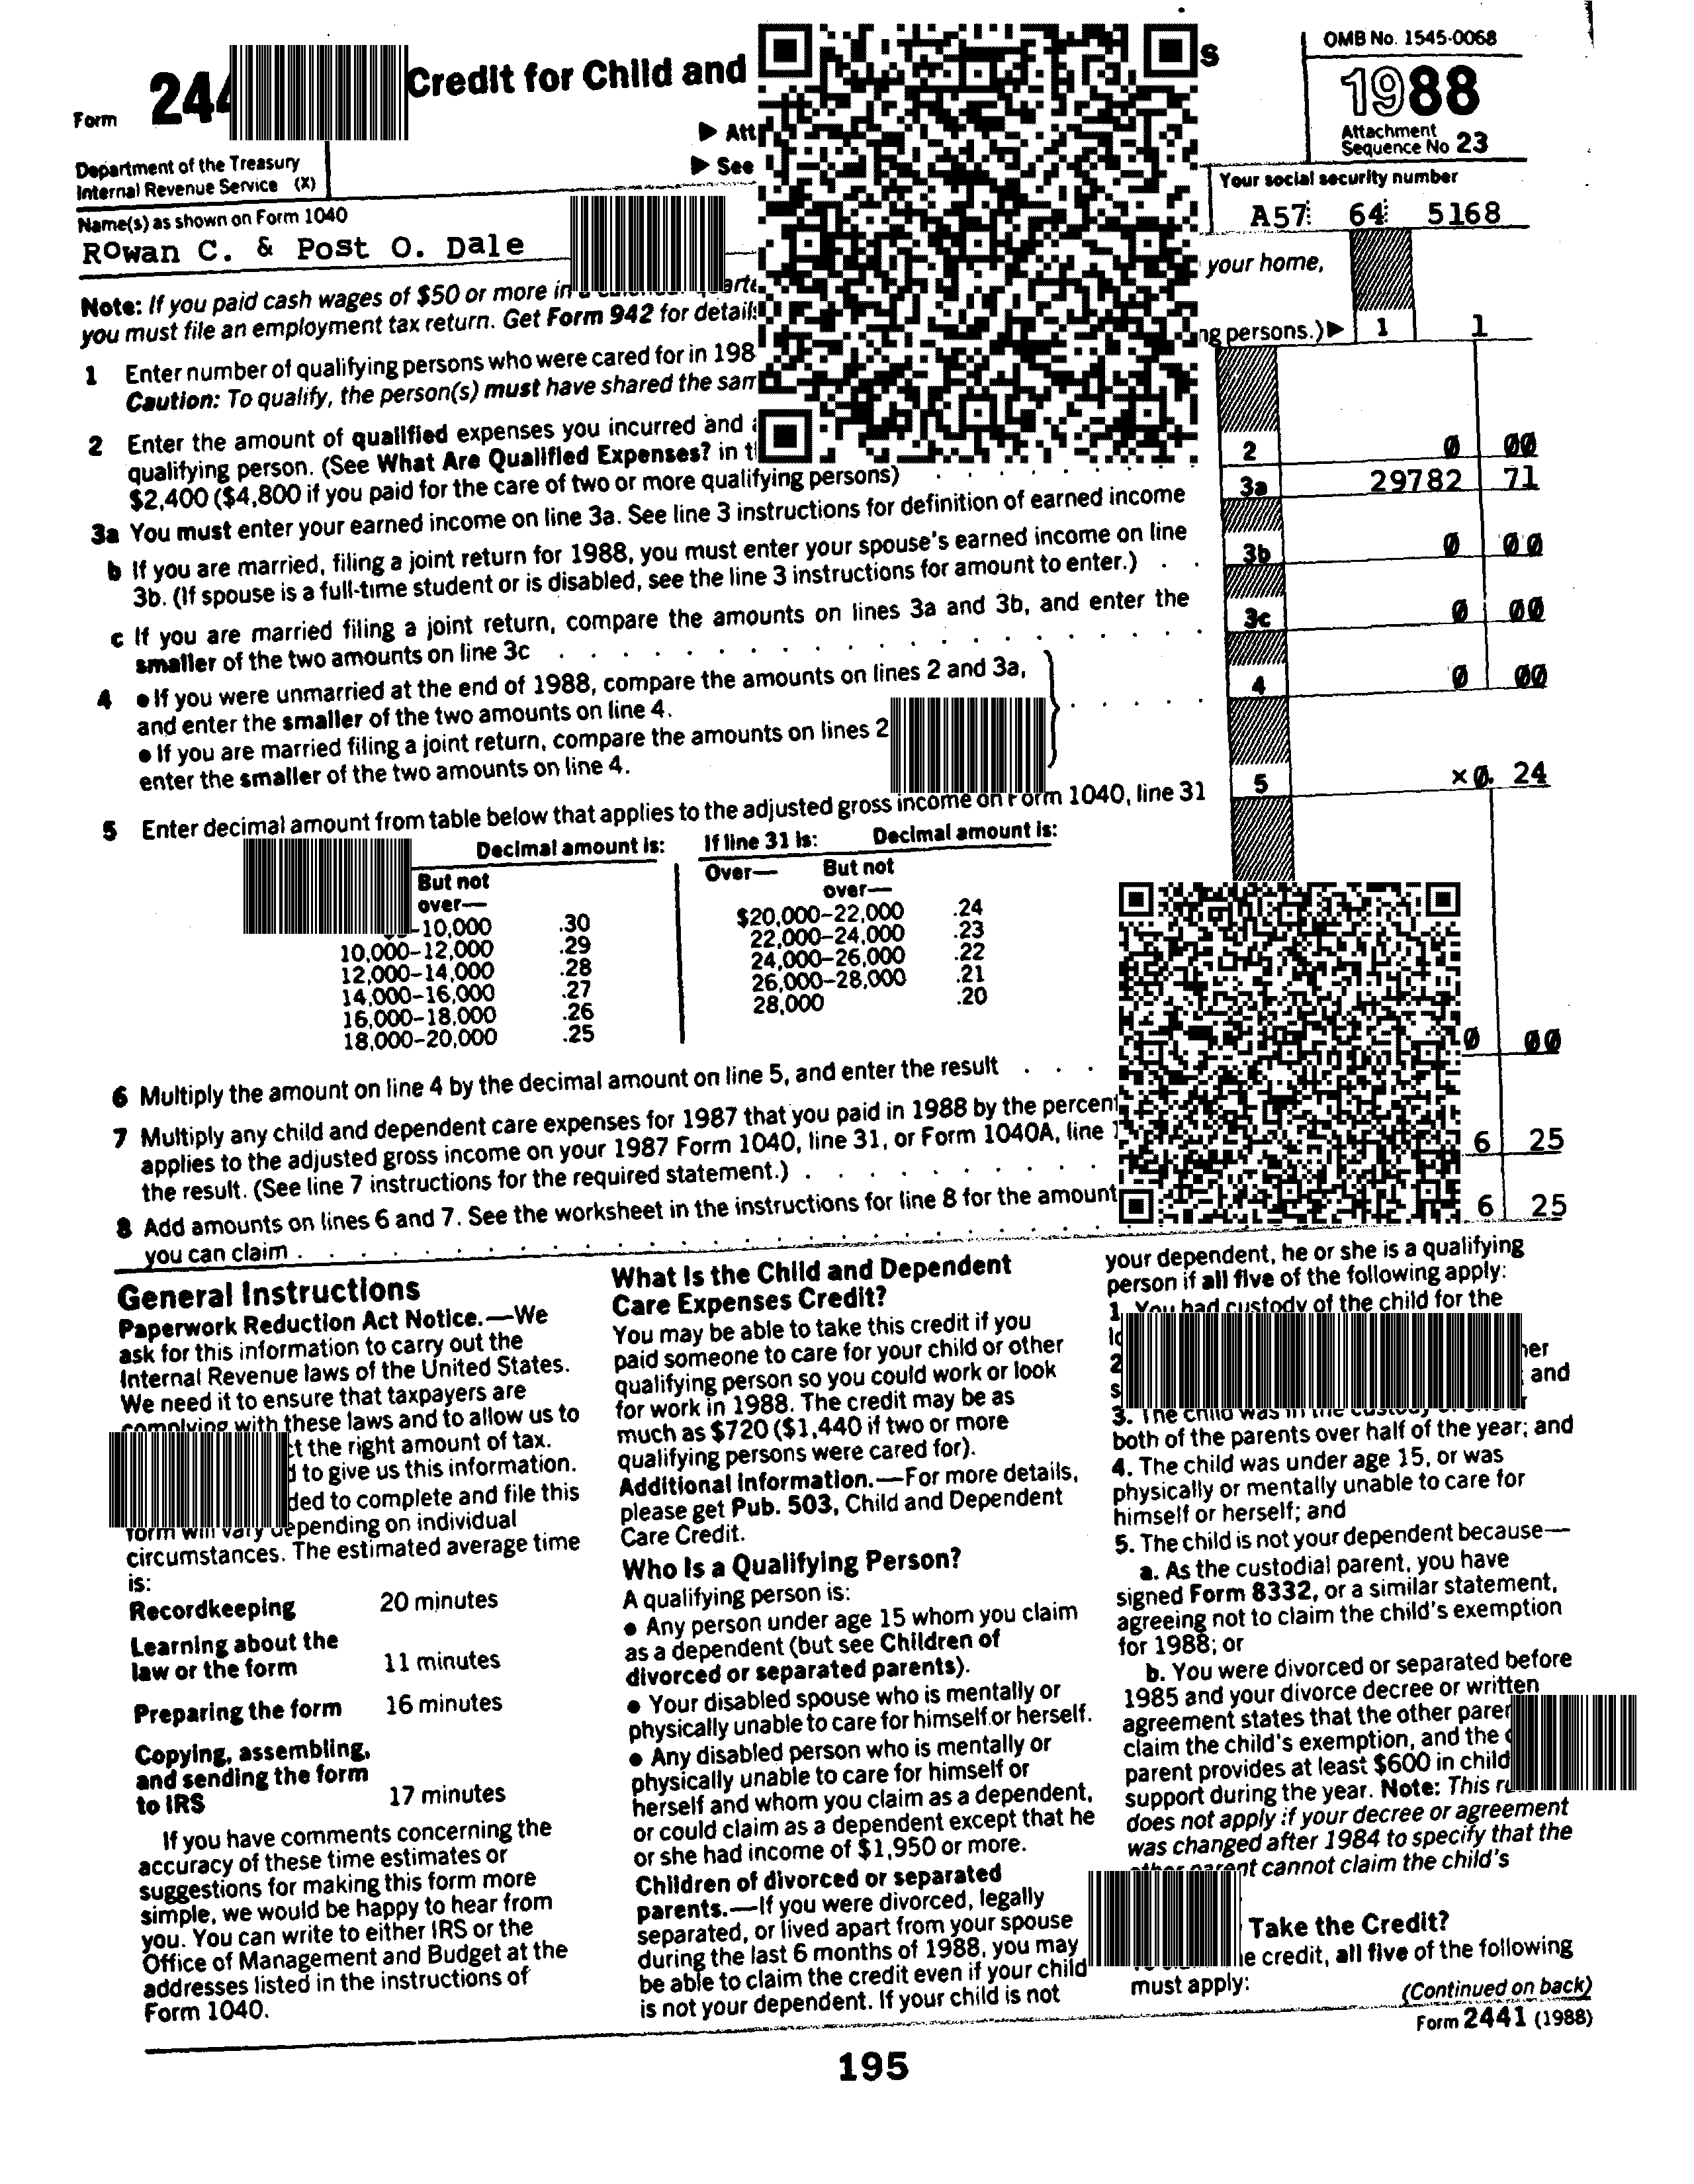 Form
Credit for Child and
OMB No. 1545-0068
1988
Attachment
Sequence No 23
Department of the Treasury
Internal Revenue Service (X)
▶ See
Your social security number
A57 64 5168
Name(s) as shown on Form 1040
ROwan C. & Post O. Dale
Note: If you paid cash wages of $50 or more in your home,
you must file an employment tax return. Get Form 942 for
1 Enter number of qualifying persons who were cared for in persons.) ▶ 1 1
Caution: To qualify, the person(s) must have shared the
2 Enter the amount of qualified expenses you incurred and
qualifying person. (See What Are Qualified Expenses? in
$2,400 ($4,800 if you paid for the care of two or more qualifying persons) 2 0 00
3a You must enter your earned income on line 3a. See line 3 instructions for definition of earned income 3a 29782 71
b If you are married, filing a joint return for 1988, you must enter your spouse's earned income on line
3b. (If spouse is a full-time student or is disabled, see the line 3 instructions for amount to enter.) 3b 0 00
c If you are married filing a joint return, compare the amounts on lines 3a and 3b, and enter the
smaller of the two amounts on line 3c 3c 0 00
4 ● If you were unmarried at the end of 1988, compare the amounts on lines 2 and 3a,
and enter the smaller of the two amounts on line 4. 4 0 00
● If you are married filing a joint return, compare the amounts on lines 2
enter the smaller of the two amounts on line 4.
5 Enter decimal amount from table below that applies to the adjusted gross income on Form 1040, line 31 5 × 0. 24
Decimal amount is: If line 31 is: Decimal amount is:
But not over— Over— But not over—
–10,000 .30 $20,000–22,000 .24
10,000–12,000 .29 22,000–24,000 .23
12,000–14,000 .28 24,000–26,000 .22
14,000–16,000 .27 26,000–28,000 .21
16,000–18,000 .26 28,000 .20
18,000–20,000 .25
6 Multiply the amount on line 4 by the decimal amount on line 5, and enter the result 0 00
7 Multiply any child and dependent care expenses for 1987 that you paid in 1988 by the
applies to the adjusted gross income on your 1987 Form 1040, line 31, or Form 1040A, line
the result. (See line 7 instructions for the required statement.) 6 25
8 Add amounts on lines 6 and 7. See the worksheet in the instructions for line 8 for the amount
you can claim 6 25
General Instructions
Paperwork Reduction Act Notice.—We
ask for this information to carry out the
Internal Revenue laws of the United States.
We need it to ensure that taxpayers are
complying with these laws and to allow us to
the right amount of tax.
to give us this information.
to complete and file this
form will vary depending on individual
circumstances. The estimated average time
is:
Recordkeeping 20 minutes
Learning about the
law or the form 11 minutes
Preparing the form 16 minutes
Copying, assembling,
and sending the form
to IRS 17 minutes
If you have comments concerning the
accuracy of these time estimates or
suggestions for making this form more
simple, we would be happy to hear from
you. You can write to either IRS or the
Office of Management and Budget at the
addresses listed in the instructions of
Form 1040.
What Is the Child and Dependent
Care Expenses Credit?
You may be able to take this credit if you
paid someone to care for your child or other
qualifying person so you could work or look
for work in 1988. The credit may be as
much as $720 ($1,440 if two or more
qualifying persons were cared for).
Additional Information.—For more details,
please get Pub. 503, Child and Dependent
Care Credit.
Who Is a Qualifying Person?
A qualifying person is:
● Any person under age 15 whom you claim
as a dependent (but see Children of
divorced or separated parents).
● Your disabled spouse who is mentally or
physically unable to care for himself or herself.
● Any disabled person who is mentally or
physically unable to care for himself or
herself and whom you claim as a dependent,
or could claim as a dependent except that he
or she had income of $1,950 or more.
Children of divorced or separated
parents.—If you were divorced, legally
separated, or lived apart from your spouse
during the last 6 months of 1988, you may
be able to claim the credit even if your child
is not your dependent. If your child is not
your dependent, he or she is a qualifying
person if all five of the following apply:
1. You had custody of the child for the
2
and
3. The child was in the
both of the parents over half of the year; and
4. The child was under age 15, or was
physically or mentally unable to care for
himself or herself; and
5. The child is not your dependent because—
a. As the custodial parent, you have
signed Form 8332, or a similar statement,
agreeing not to claim the child's exemption
for 1988; or
b. You were divorced or separated before
1985 and your divorce decree or written
agreement states that the other
claim the child's exemption, and the
parent provides at least $600 in child
support during the year. Note: This
does not apply if your decree or agreement
was changed after 1984 to specify that the
other parent cannot claim the child's
Take the Credit?
credit, all five of the following
must apply:
(Continued on back)
Form 2441 (1988)
195